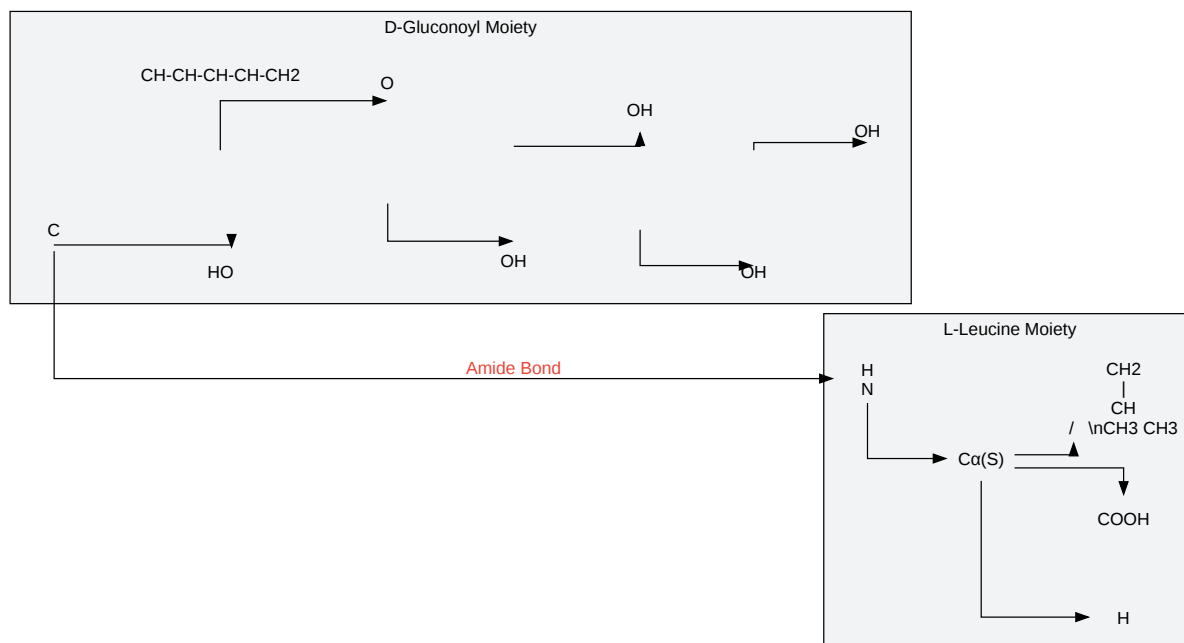 D-Gluconoyl Moiety
CH-CH-CH-CH-CH2
O
OH
OH
C
HO
OH
OH
L-Leucine Moiety
Amide Bond
H
N
CH2
|
CH
/ \nCH3 CH3
Cα(S)
COOH
H